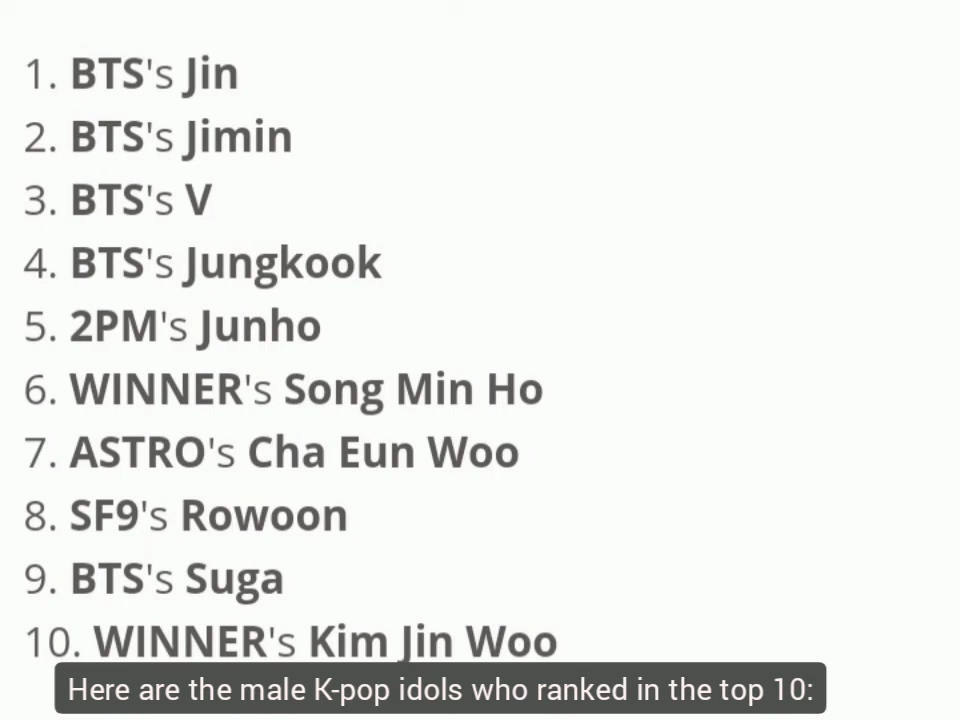 1. BTS's Jin
2. BTS's Jimin
3. BTS's V
4. BTS's Jungkook
5. 2PM's Junho
6. WINNER's Song Min Ho
7. ASTRO's Cha Eun Woo
8. SF9's Rowoon
9. BTS's Suga
10. WINNER's Kim Jin Woo
Here are the male K-pop idols who ranked in the top 10: